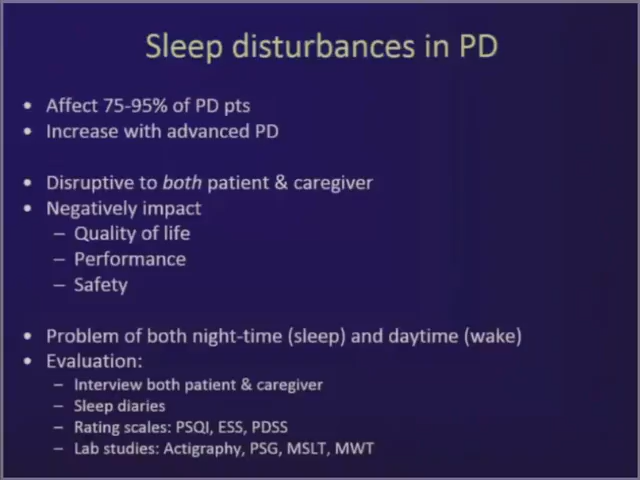 Sleep disturbances in PD
• Affect 75-95% of PD pts
• Increase with advanced PD
• Disruptive to both patient & caregiver
• Negatively impact
– Quality of life
– Performance
– Safety
• Problem of both night-time (sleep) and daytime (wake)
• Evaluation:
– Interview both patient & caregiver
– Sleep diaries
– Rating scales: PSQI, ESS, PDSS
– Lab studies: Actigraphy, PSG, MSLT, MWT